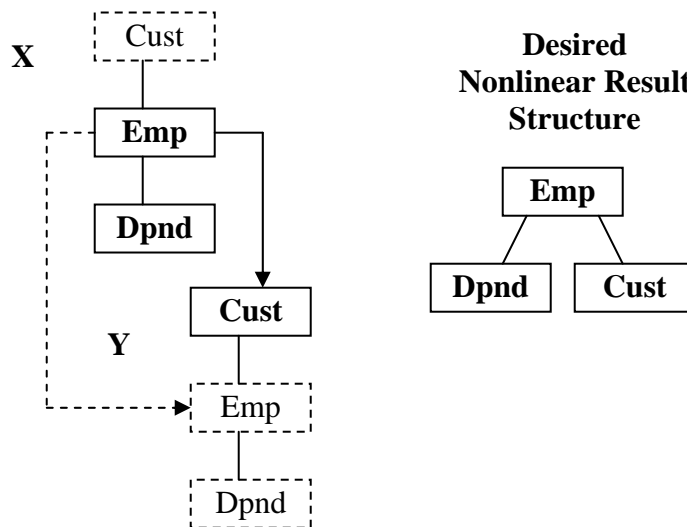 Cust
X
Emp
Dpnd
Cust
Y
Emp
Dpnd
Desired
Nonlinear Result
Structure
Emp
Dpnd Cust